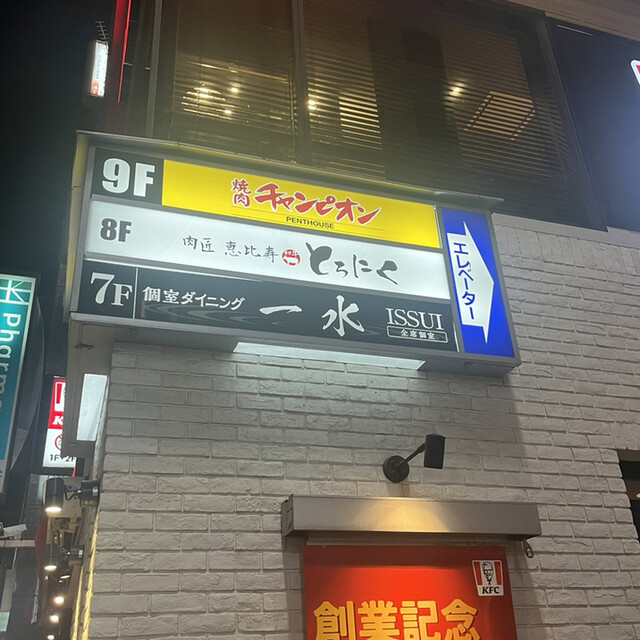 9F 焼肉 チャンピオン
PENTHOUSE
8F 肉匠 恵比寿 とろにく
7F 個室ダイニング 一水 ISSUI
全席個室
エレベーター
Pharma
KFC
創業記念